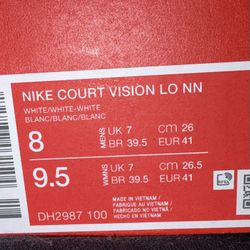 NIKE COURT VISION LO NN
WHITE/WHITE-WHITE
BLANC/BLANC/BLANC
8 MENS UK 7 cm 26
BR 39.5 EUR 41
9.5 WMNS UK 7 cm 26.5
BR 39.5 EUR 41
MADE IN VIETNAM /
FABRIQUÉ AU VIETNAM /
FABRICADO NO VIETNÃ /
HECHO EN VIETNAM
DH2987 100